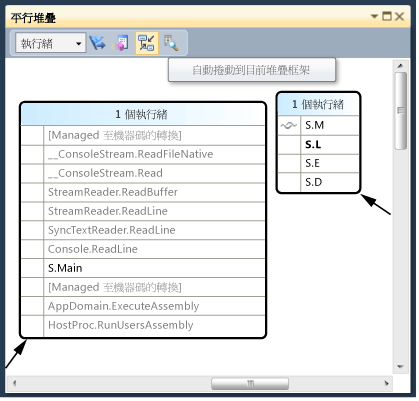 平行堆疊
執行緒
自動捲動到目前堆疊框架
1 個執行緒
[Managed 至機器碼的轉換]
__ConsoleStream.ReadFileNative
__ConsoleStream.Read
StreamReader.ReadBuffer
StreamReader.ReadLine
SyncTextReader.ReadLine
Console.ReadLine
S.Main
[Managed 至機器碼的轉換]
AppDomain.ExecuteAssembly
HostProc.RunUsersAssembly
1 個執行緒
S.M
S.L
S.E
S.D